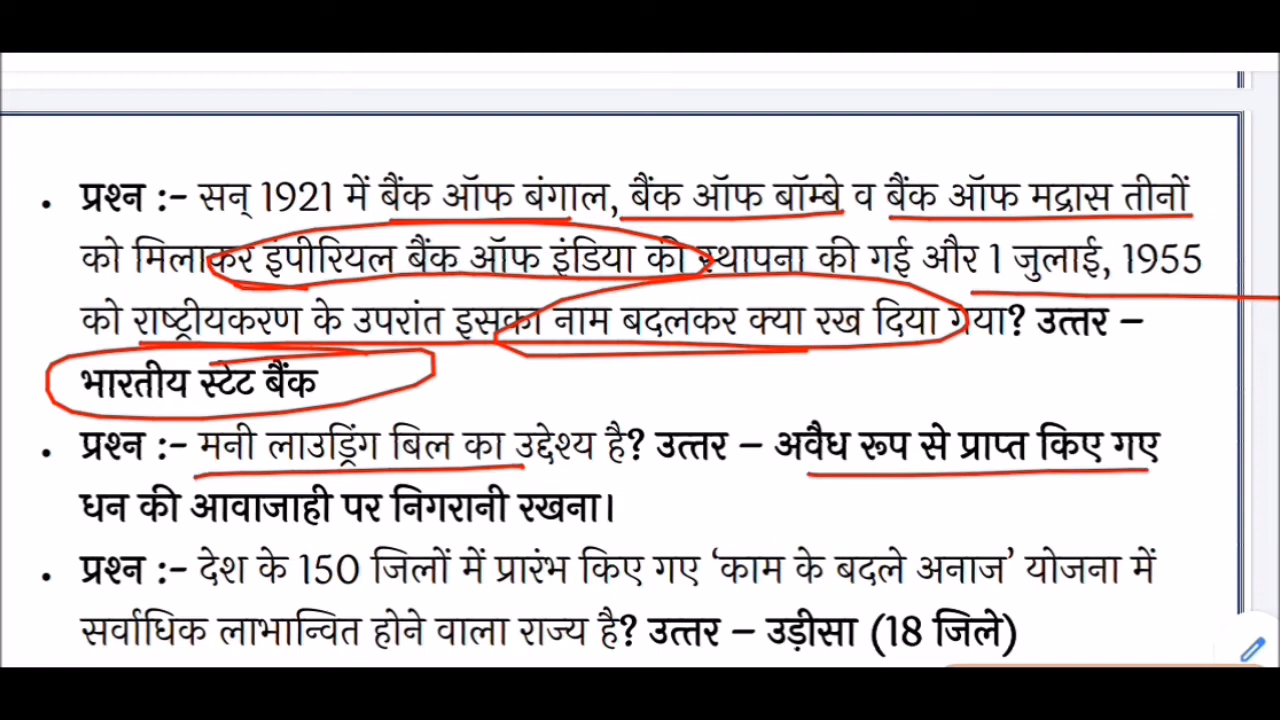 • प्रश्न :- सन् 1921 में बैंक ऑफ बंगाल, बैंक ऑफ बॉम्बे व बैंक ऑफ मद्रास तीनों
को मिलाकर इंपीरियल बैंक ऑफ इंडिया की स्थापना की गई और 1 जुलाई, 1955
को राष्ट्रीयकरण के उपरांत इसका नाम बदलकर क्या रख दिया गया? उत्तर –
भारतीय स्टेट बैंक
• प्रश्न :- मनी लाउड्रिंग बिल का उद्देश्य है? उत्तर – अवैध रूप से प्राप्त किए गए
धन की आवाजाही पर निगरानी रखना।
• प्रश्न :- देश के 150 जिलों में प्रारंभ किए गए ‘काम के बदले अनाज’ योजना में
सर्वाधिक लाभान्वित होने वाला राज्य है? उत्तर – उड़ीसा (18 जिले)